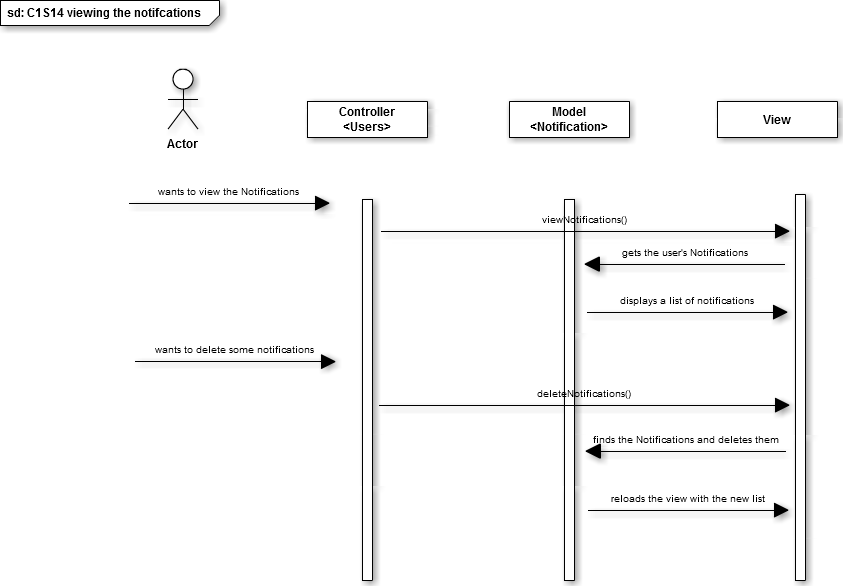 sd: C1S14 viewing the notifcations
Actor
Controller
<Users>
Model
<Notification>
View
wants to view the Notifications
viewNotifications()
gets the user's Notifications
displays a list of notifications
wants to delete some notifications
deleteNotifications()
finds the Notifications and deletes them
reloads the view with the new list